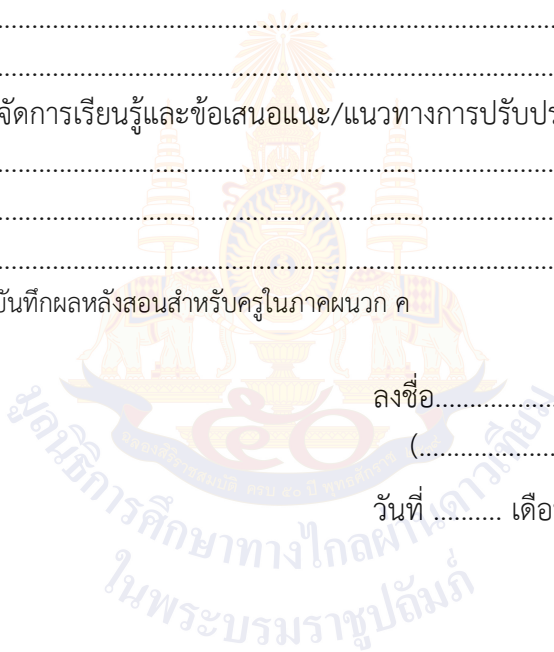 ................................................................................
................................................................................
จัดการเรียนรู้และข้อเสนอแนะ/แนวทางการปรับปร
................................................................................
................................................................................
................................................................................
บันทึกผลหลังสอนสำหรับครูในภาคผนวก ค
ลงชื่อ....................
(....................
วันที่ .......... เดือ
มูลนิธิการศึกษาทางไกลผ่านดาวเทียม
ในพระบรมราชูปถัมภ์